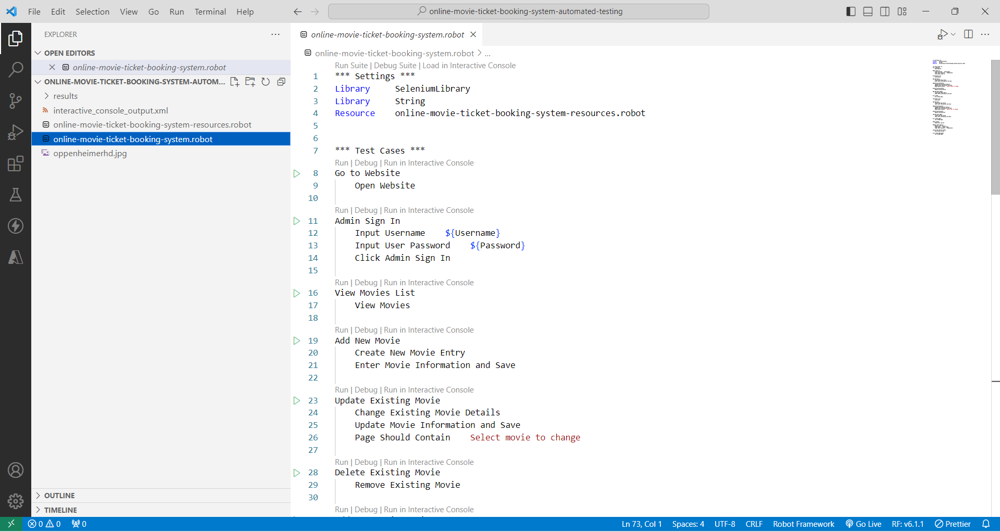 File Edit Selection View Go Run Terminal Help
online-movie-ticket-booking-system-automated-testing
EXPLORER
OPEN EDITORS
online-movie-ticket-booking-system.robot
ONLINE-MOVIE-TICKET-BOOKING-SYSTEM-AUTOM...
results
interactive_console_output.xml
online-movie-ticket-booking-system-resources.robot
online-movie-ticket-booking-system.robot
oppenheimerhd.jpg
OUTLINE
TIMELINE
online-movie-ticket-booking-system.robot
online-movie-ticket-booking-system.robot > ...
Run Suite | Debug Suite | Load in Interactive Console
1 *** Settings ***
2 Library SeleniumLibrary
3 Library String
4 Resource online-movie-ticket-booking-system-resources.robot
5
6
7 *** Test Cases ***
Run | Debug | Run in Interactive Console
8 Go to Website
9 Open Website
10
Run | Debug | Run in Interactive Console
11 Admin Sign In
12 Input Username ${Username}
13 Input User Password ${Password}
14 Click Admin Sign In
15
Run | Debug | Run in Interactive Console
16 View Movies List
17 View Movies
18
Run | Debug | Run in Interactive Console
19 Add New Movie
20 Create New Movie Entry
21 Enter Movie Information and Save
22
Run | Debug | Run in Interactive Console
23 Update Existing Movie
24 Change Existing Movie Details
25 Update Movie Information and Save
26 Page Should Contain Select movie to change
27
Run | Debug | Run in Interactive Console
28 Delete Existing Movie
29 Remove Existing Movie
30
Run | Debug | Run in Interactive Console
0 0 0
Ln 73, Col 1 Spaces: 4 UTF-8 CRLF Robot Framework Go Live RF: v6.1.1 Prettier